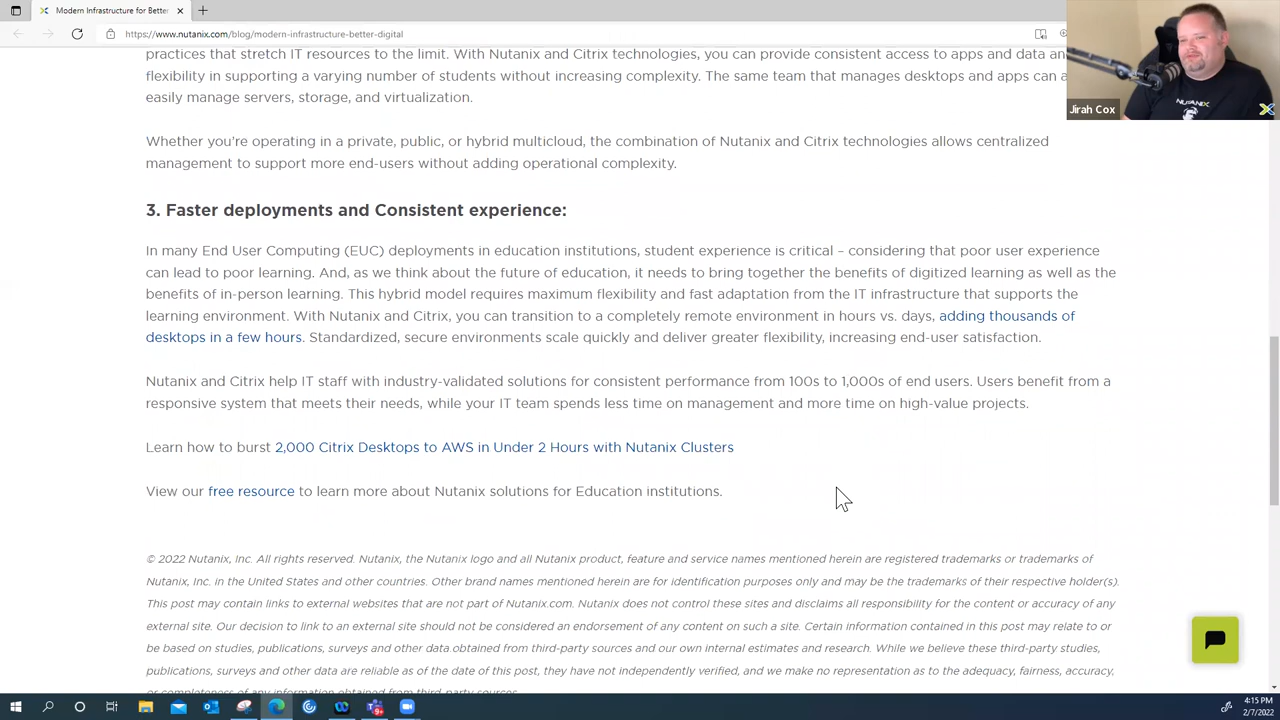 Modern Infrastructure for Better
https://www.nutanix.com/blog/modern-infrastructure-better-digital
practices that stretch IT resources to the limit. With Nutanix and Citrix technologies, you can provide consistent access to apps and data an
flexibility in supporting a varying number of students without increasing complexity. The same team that manages desktops and apps can a
easily manage servers, storage, and virtualization.
NUTANIX
Jirah Cox
Whether you're operating in a private, public, or hybrid multicloud, the combination of Nutanix and Citrix technologies allows centralized
management to support more end-users without adding operational complexity.
3. Faster deployments and Consistent experience:
In many End User Computing (EUC) deployments in education institutions, student experience is critical – considering that poor user experience
can lead to poor learning. And, as we think about the future of education, it needs to bring together the benefits of digitized learning as well as the
benefits of in-person learning. This hybrid model requires maximum flexibility and fast adaptation from the IT infrastructure that supports the
learning environment. With Nutanix and Citrix, you can transition to a completely remote environment in hours vs. days, adding thousands of
desktops in a few hours. Standardized, secure environments scale quickly and deliver greater flexibility, increasing end-user satisfaction.
Nutanix and Citrix help IT staff with industry-validated solutions for consistent performance from 100s to 1,000s of end users. Users benefit from a
responsive system that meets their needs, while your IT team spends less time on management and more time on high-value projects.
Learn how to burst 2,000 Citrix Desktops to AWS in Under 2 Hours with Nutanix Clusters
View our free resource to learn more about Nutanix solutions for Education institutions.
© 2022 Nutanix, Inc. All rights reserved. Nutanix, the Nutanix logo and all Nutanix product, feature and service names mentioned herein are registered trademarks or trademarks of
Nutanix, Inc. in the United States and other countries. Other brand names mentioned herein are for identification purposes only and may be the trademarks of their respective holder(s).
This post may contain links to external websites that are not part of Nutanix.com. Nutanix does not control these sites and disclaims all responsibility for the content or accuracy of any
external site. Our decision to link to an external site should not be considered an endorsement of any content on such a site. Certain information contained in this post may relate to or
be based on studies, publications, surveys and other data obtained from third-party sources and our own internal estimates and research. While we believe these third-party studies,
publications, surveys and other data are reliable as of the date of this post, they have not independently verified, and we make no representation as to the adequacy, fairness, accuracy,
or completeness of any information obtained from third-party sources.
4:15 PM
2/7/2022